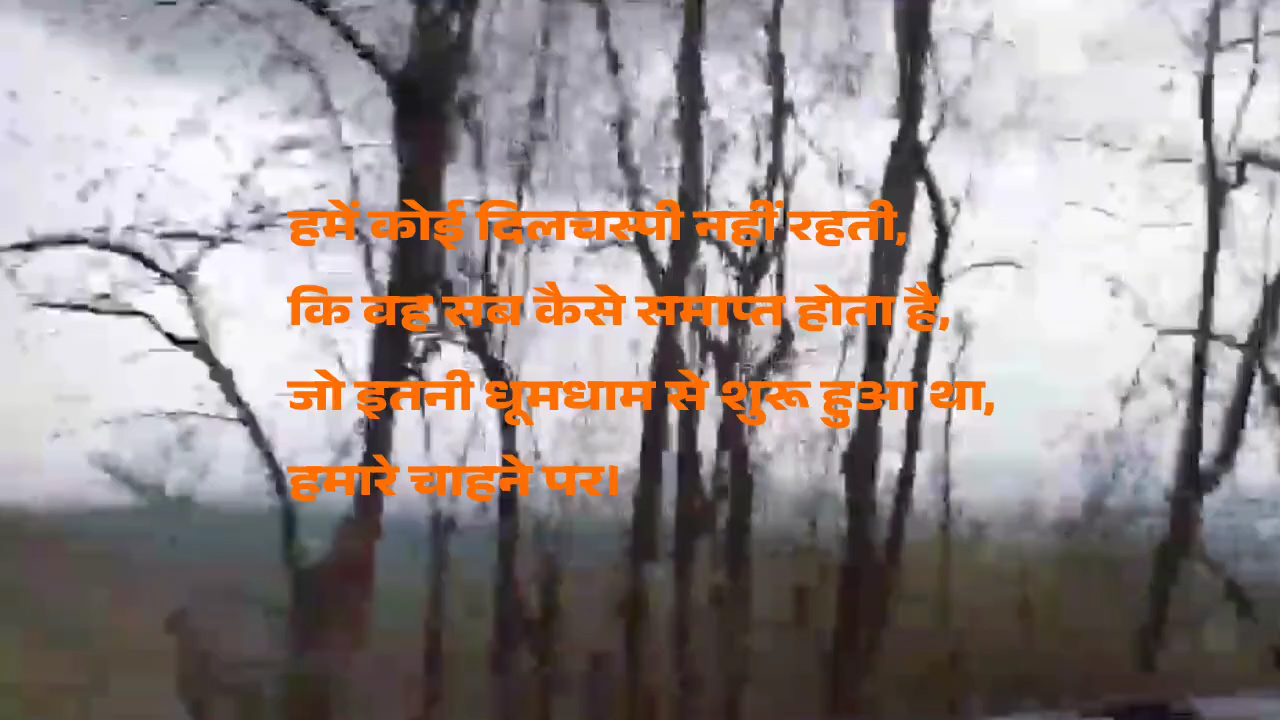 हमें कोई दिलचस्पी नहीं रहती,
कि वह सब कैसे समाप्त होता है,
जो इतनी धूमधाम से शुरू हुआ था,
हमारे चाहने पर।